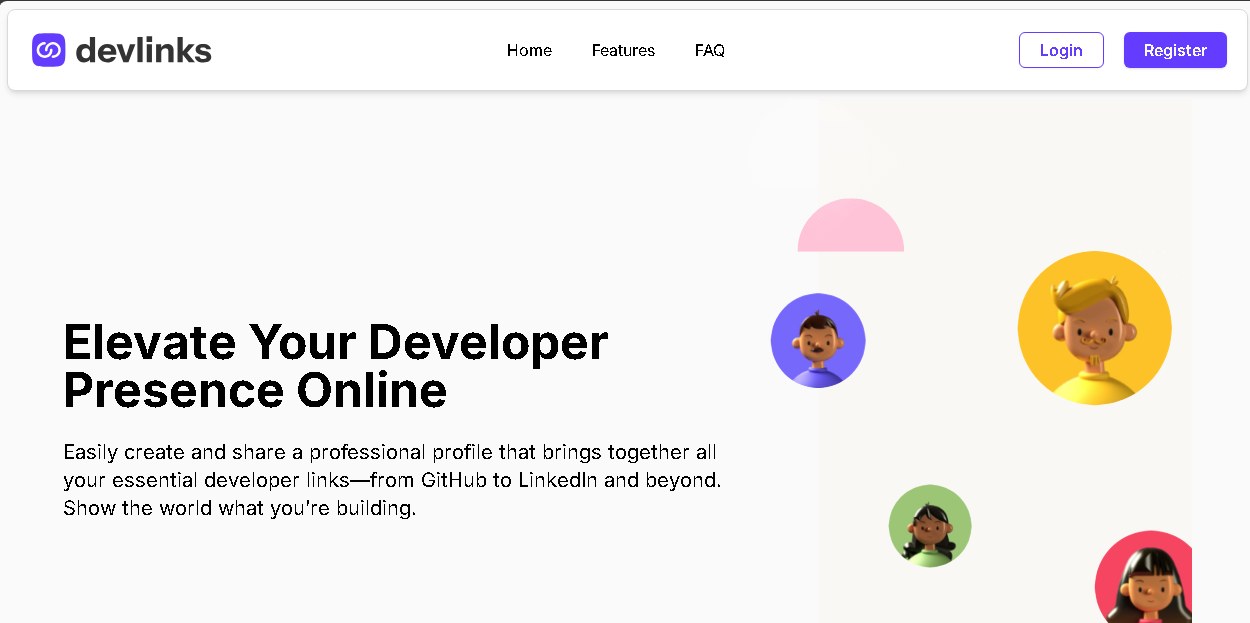 devlinks
Home
Features
FAQ
Login
Register
Elevate Your Developer
Presence Online
Easily create and share a professional profile that brings together all
your essential developer links—from GitHub to LinkedIn and beyond.
Show the world what you're building.